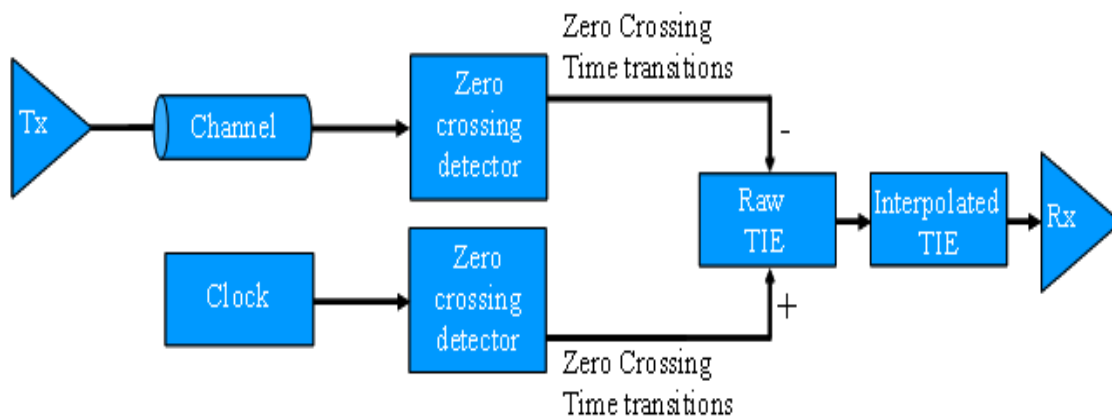 Zero Crossing
Time transitions
Tx
Channel
Zero
crossing
detector
-
Raw
TIE
Interpolated
TIE
Rx
Clock
Zero
crossing
detector
+
Zero Crossing
Time transitions